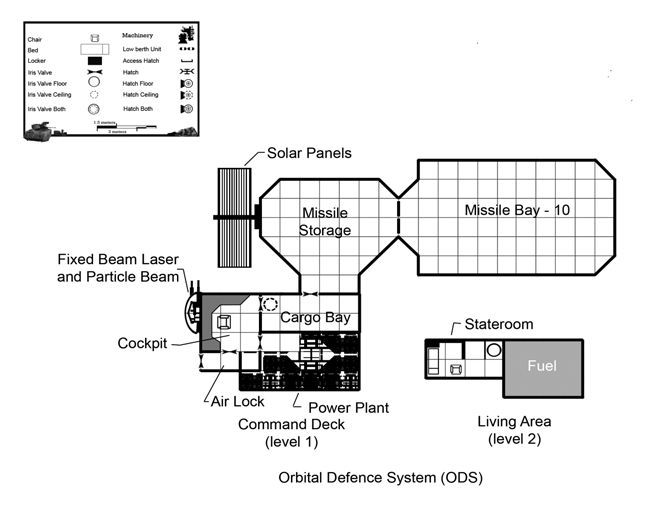 Machinery
Chair
Bed
Low berth Unit
Locker
Access Hatch
Iris Valve
Hatch
Iris Valve Floor
Hatch Floor
Iris Valve Ceiling
Hatch Ceiling
Iris Valve Both
Hatch Both
1.5 meters
3 meters
Solar Panels
Missile
Storage
Missile Bay - 10
Fixed Beam Laser
and Particle Beam
Cargo Bay
Cockpit
Stateroom
Fuel
Air Lock
Power Plant
Command Deck
(level 1)
Living Area
(level 2)
Orbital Defence System (ODS)